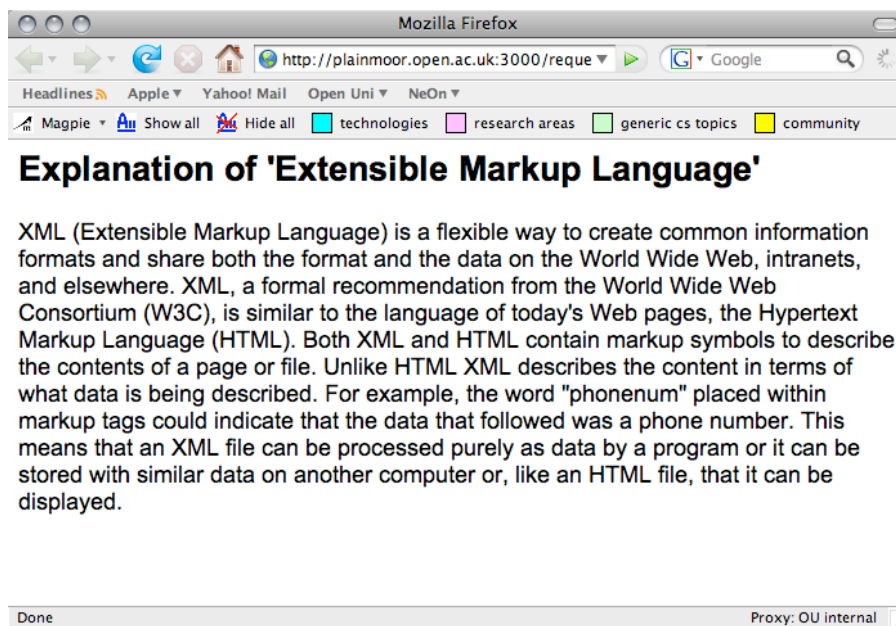 Mozilla Firefox
http://plainmoor.open.ac.uk:3000/reque
G Google
Headlines Apple Yahoo! Mail Open Uni NeOn
Magpie Show all Hide all technologies research areas generic cs topics community
Explanation of 'Extensible Markup Language'
XML (Extensible Markup Language) is a flexible way to create common information
formats and share both the format and the data on the World Wide Web, intranets,
and elsewhere. XML, a formal recommendation from the World Wide Web
Consortium (W3C), is similar to the language of today's Web pages, the Hypertext
Markup Language (HTML). Both XML and HTML contain markup symbols to describe
the contents of a page or file. Unlike HTML XML describes the content in terms of
what data is being described. For example, the word "phonenum" placed within
markup tags could indicate that the data that followed was a phone number. This
means that an XML file can be processed purely as data by a program or it can be
stored with similar data on another computer or, like an HTML file, that it can be
displayed.
Done Proxy: OU internal